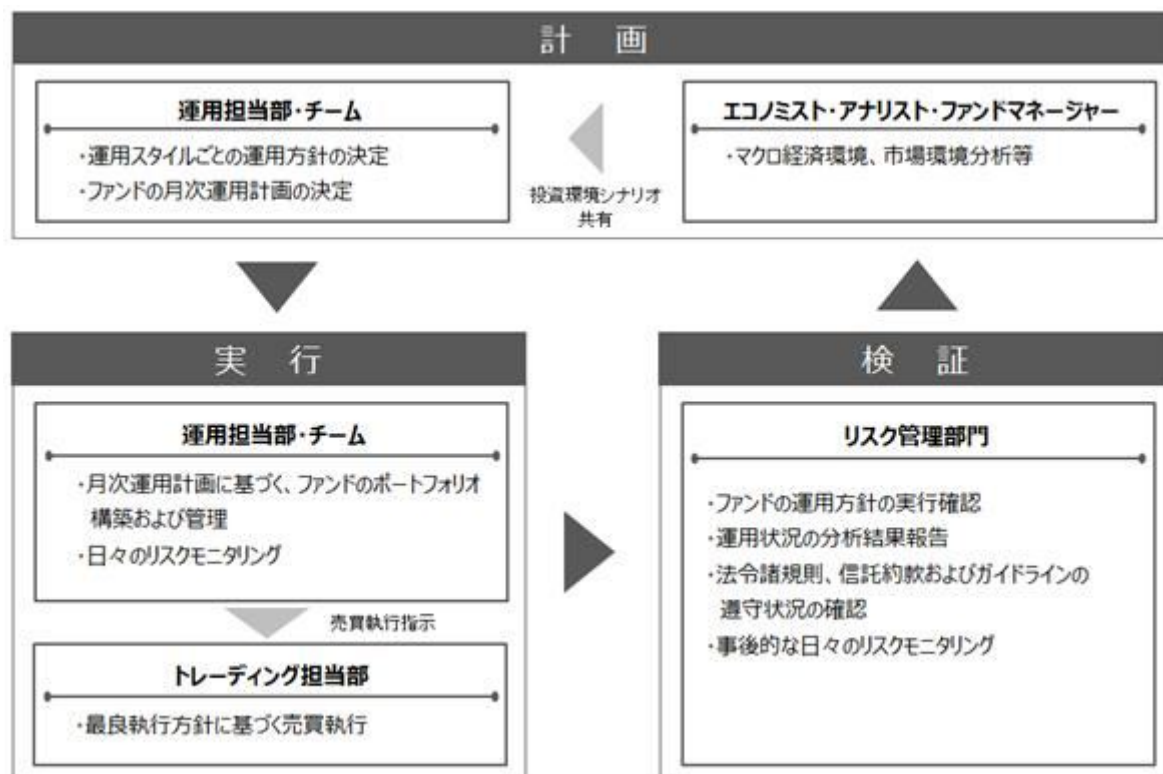 計 画
運用担当部・チーム
・運用スタイルごとの運用方針の決定
・ファンドの月次運用計画の決定
投資環境シナリオ
共有
エコノミスト・アナリスト・ファンドマネージャー
・マクロ経済環境、市場環境分析等
実 行
運用担当部・チーム
・月次運用計画に基づく、ファンドのポートフォリオ
構築および管理
・日々のリスクモニタリング
売買執行指示
トレーディング担当部
・最良執行方針に基づく売買執行
検 証
リスク管理部門
・ファンドの運用方針の実行確認
・運用状況の分析結果報告
・法令諸規則、信託約款およびガイドラインの
遵守状況の確認
・事後的な日々のリスクモニタリング